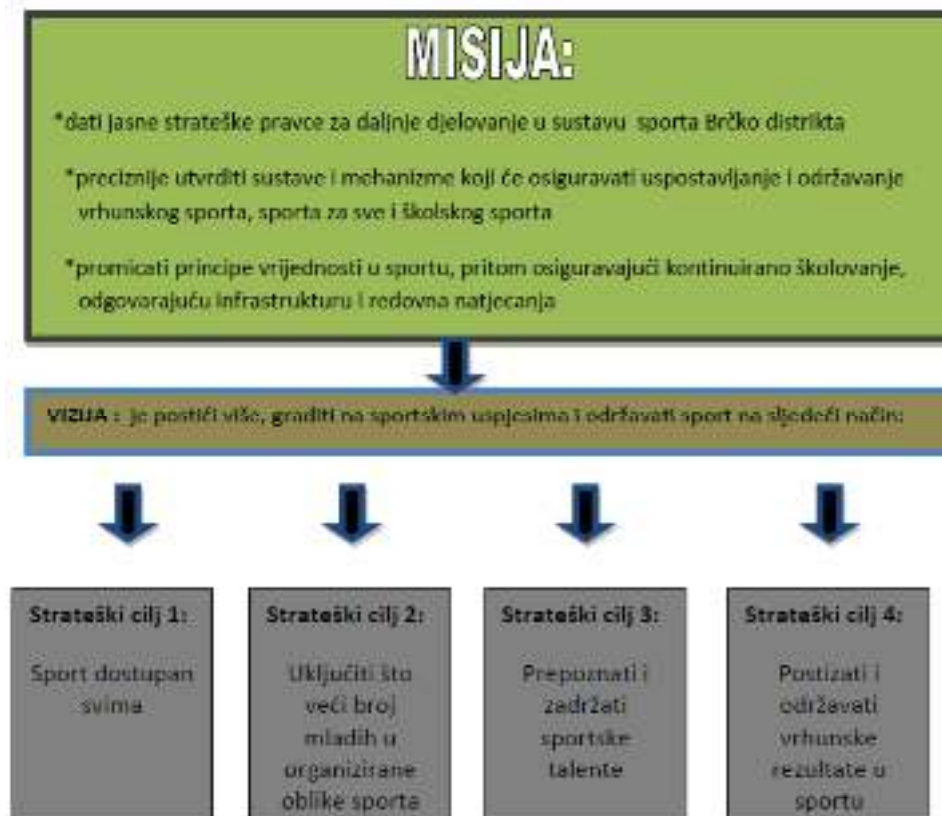 MISIJA:
*dati jasne strateške pravce za daljnje djelovanje u sustavu sporta Brčko distrikta
*preciznije utvrditi sustave i mehanizme koji će osiguravati uspostavljanje i održavanje
vrhunskog sporta, sporta za sve i školskog sporta
*promicati principe vrijednosti u sportu, pritom osiguravajući kontinuirano školovanje,
odgovarajuću infrastrukturu i redovna natjecanja
VIZIJA : je postići više, graditi na sportskim uspjesima i održavati sport na sljedeći način:
Strateški cilj 1:
Sport dostupan
svima
Strateški cilj 2:
Uključiti što
veći broj
mladih u
organizirane
oblike sporta
Strateški cilj 3:
Prepoznati i
zadržati
sportske
talente
Strateški cilj 4:
Postizati i
održavati
vrhunske
rezultate u
sportu